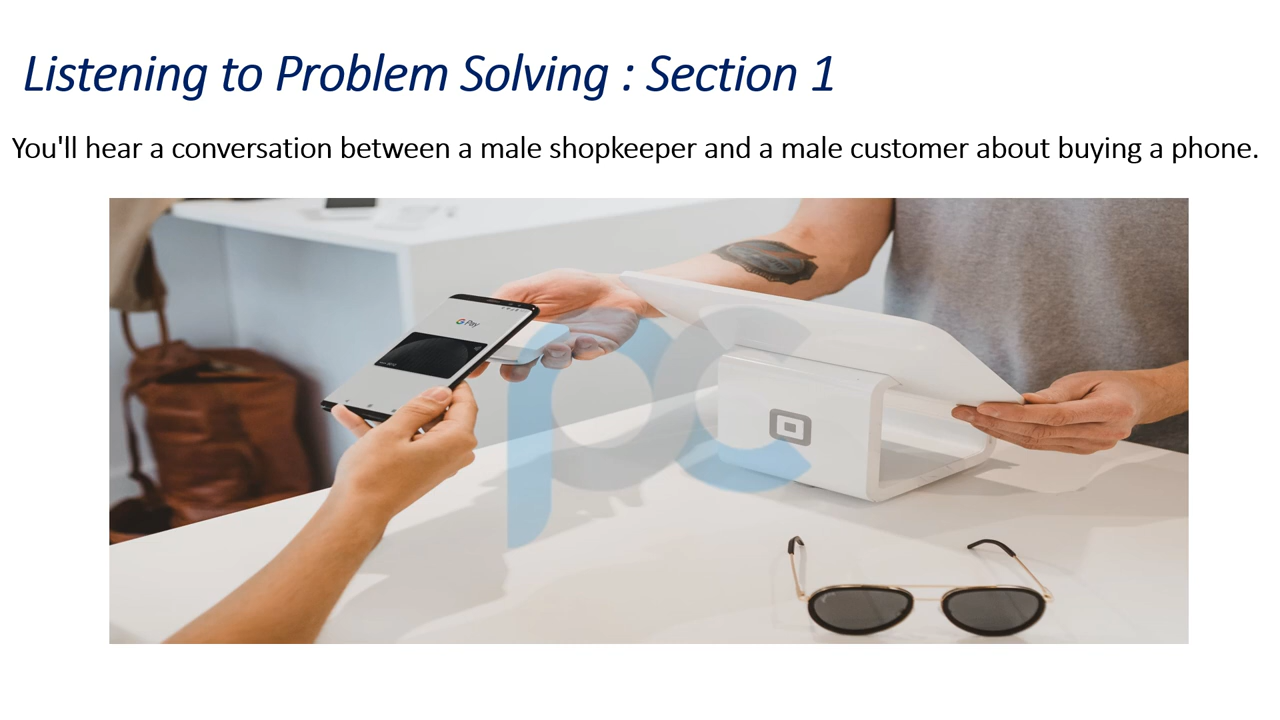 Listening to Problem Solving : Section 1
You'll hear a conversation between a male shopkeeper and a male customer about buying a phone.
G Pay
pc